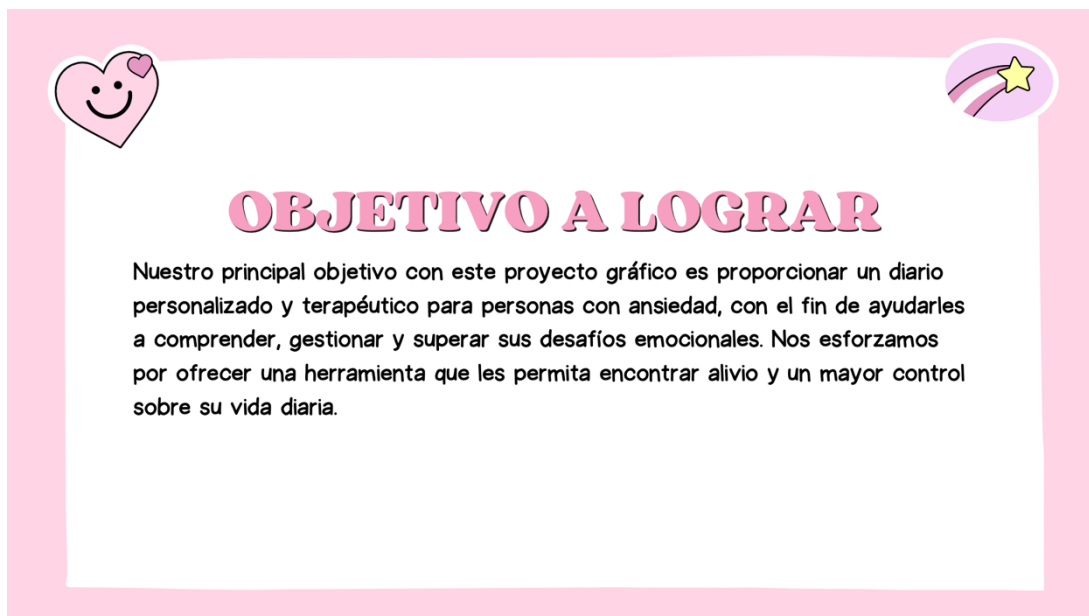 OBJETIVO A LOGRAR
Nuestro principal objetivo con este proyecto gráfico es proporcionar un diario
personalizado y terapéutico para personas con ansiedad, con el fin de ayudarles
a comprender, gestionar y superar sus desafíos emocionales. Nos esforzamos
por ofrecer una herramienta que les permita encontrar alivio y un mayor control
sobre su vida diaria.